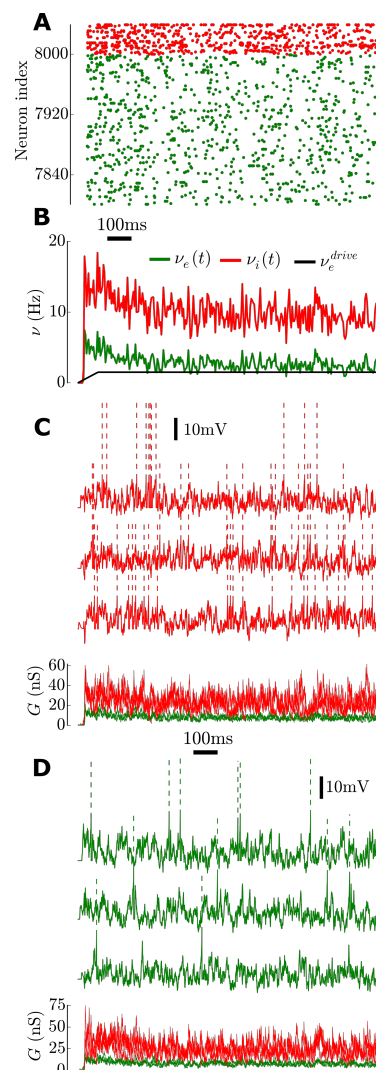 A
8000
7920
7840
Neuron index
B
100ms
νe(t) νi(t) νe^drive
20
10
0
ν (Hz)
C
10mV
60
40
20
0
G (nS)
100ms
D
10mV
75
50
25
0
G (nS)